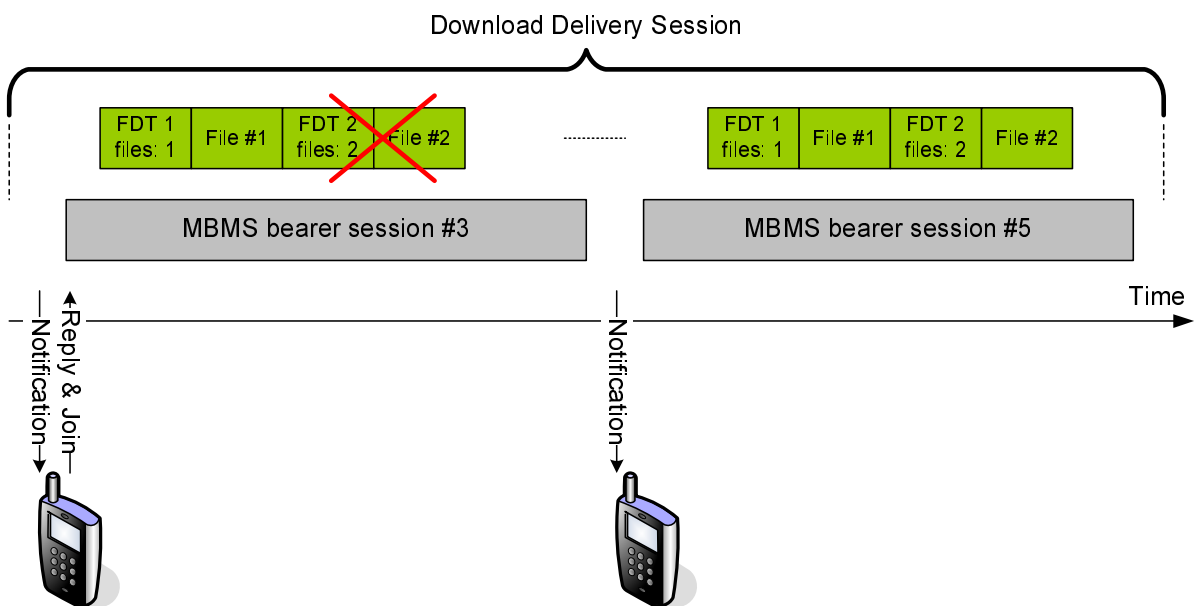 Download Delivery Session
FDT 1
files: 1
File #1
FDT 2
files: 2
File #2
FDT 1
files: 1
File #1
FDT 2
files: 2
File #2
MBMS bearer session #3
MBMS bearer session #5
Time
Notification
Reply & Join
Notification